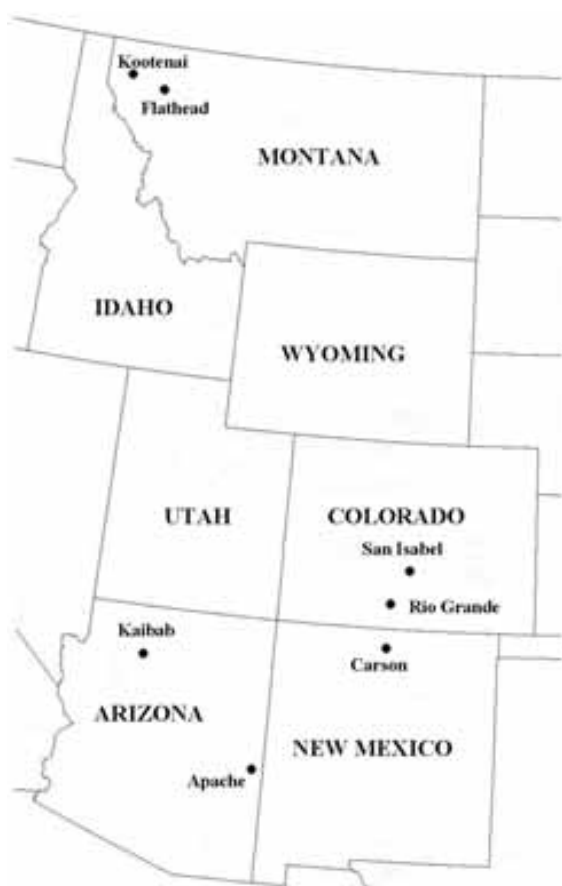 Kootenai
Flathead
MONTANA
IDAHO
WYOMING
UTAH
COLORADO
San Isabel
Rio Grande
Kaibab
Carson
ARIZONA
NEW MEXICO
Apache